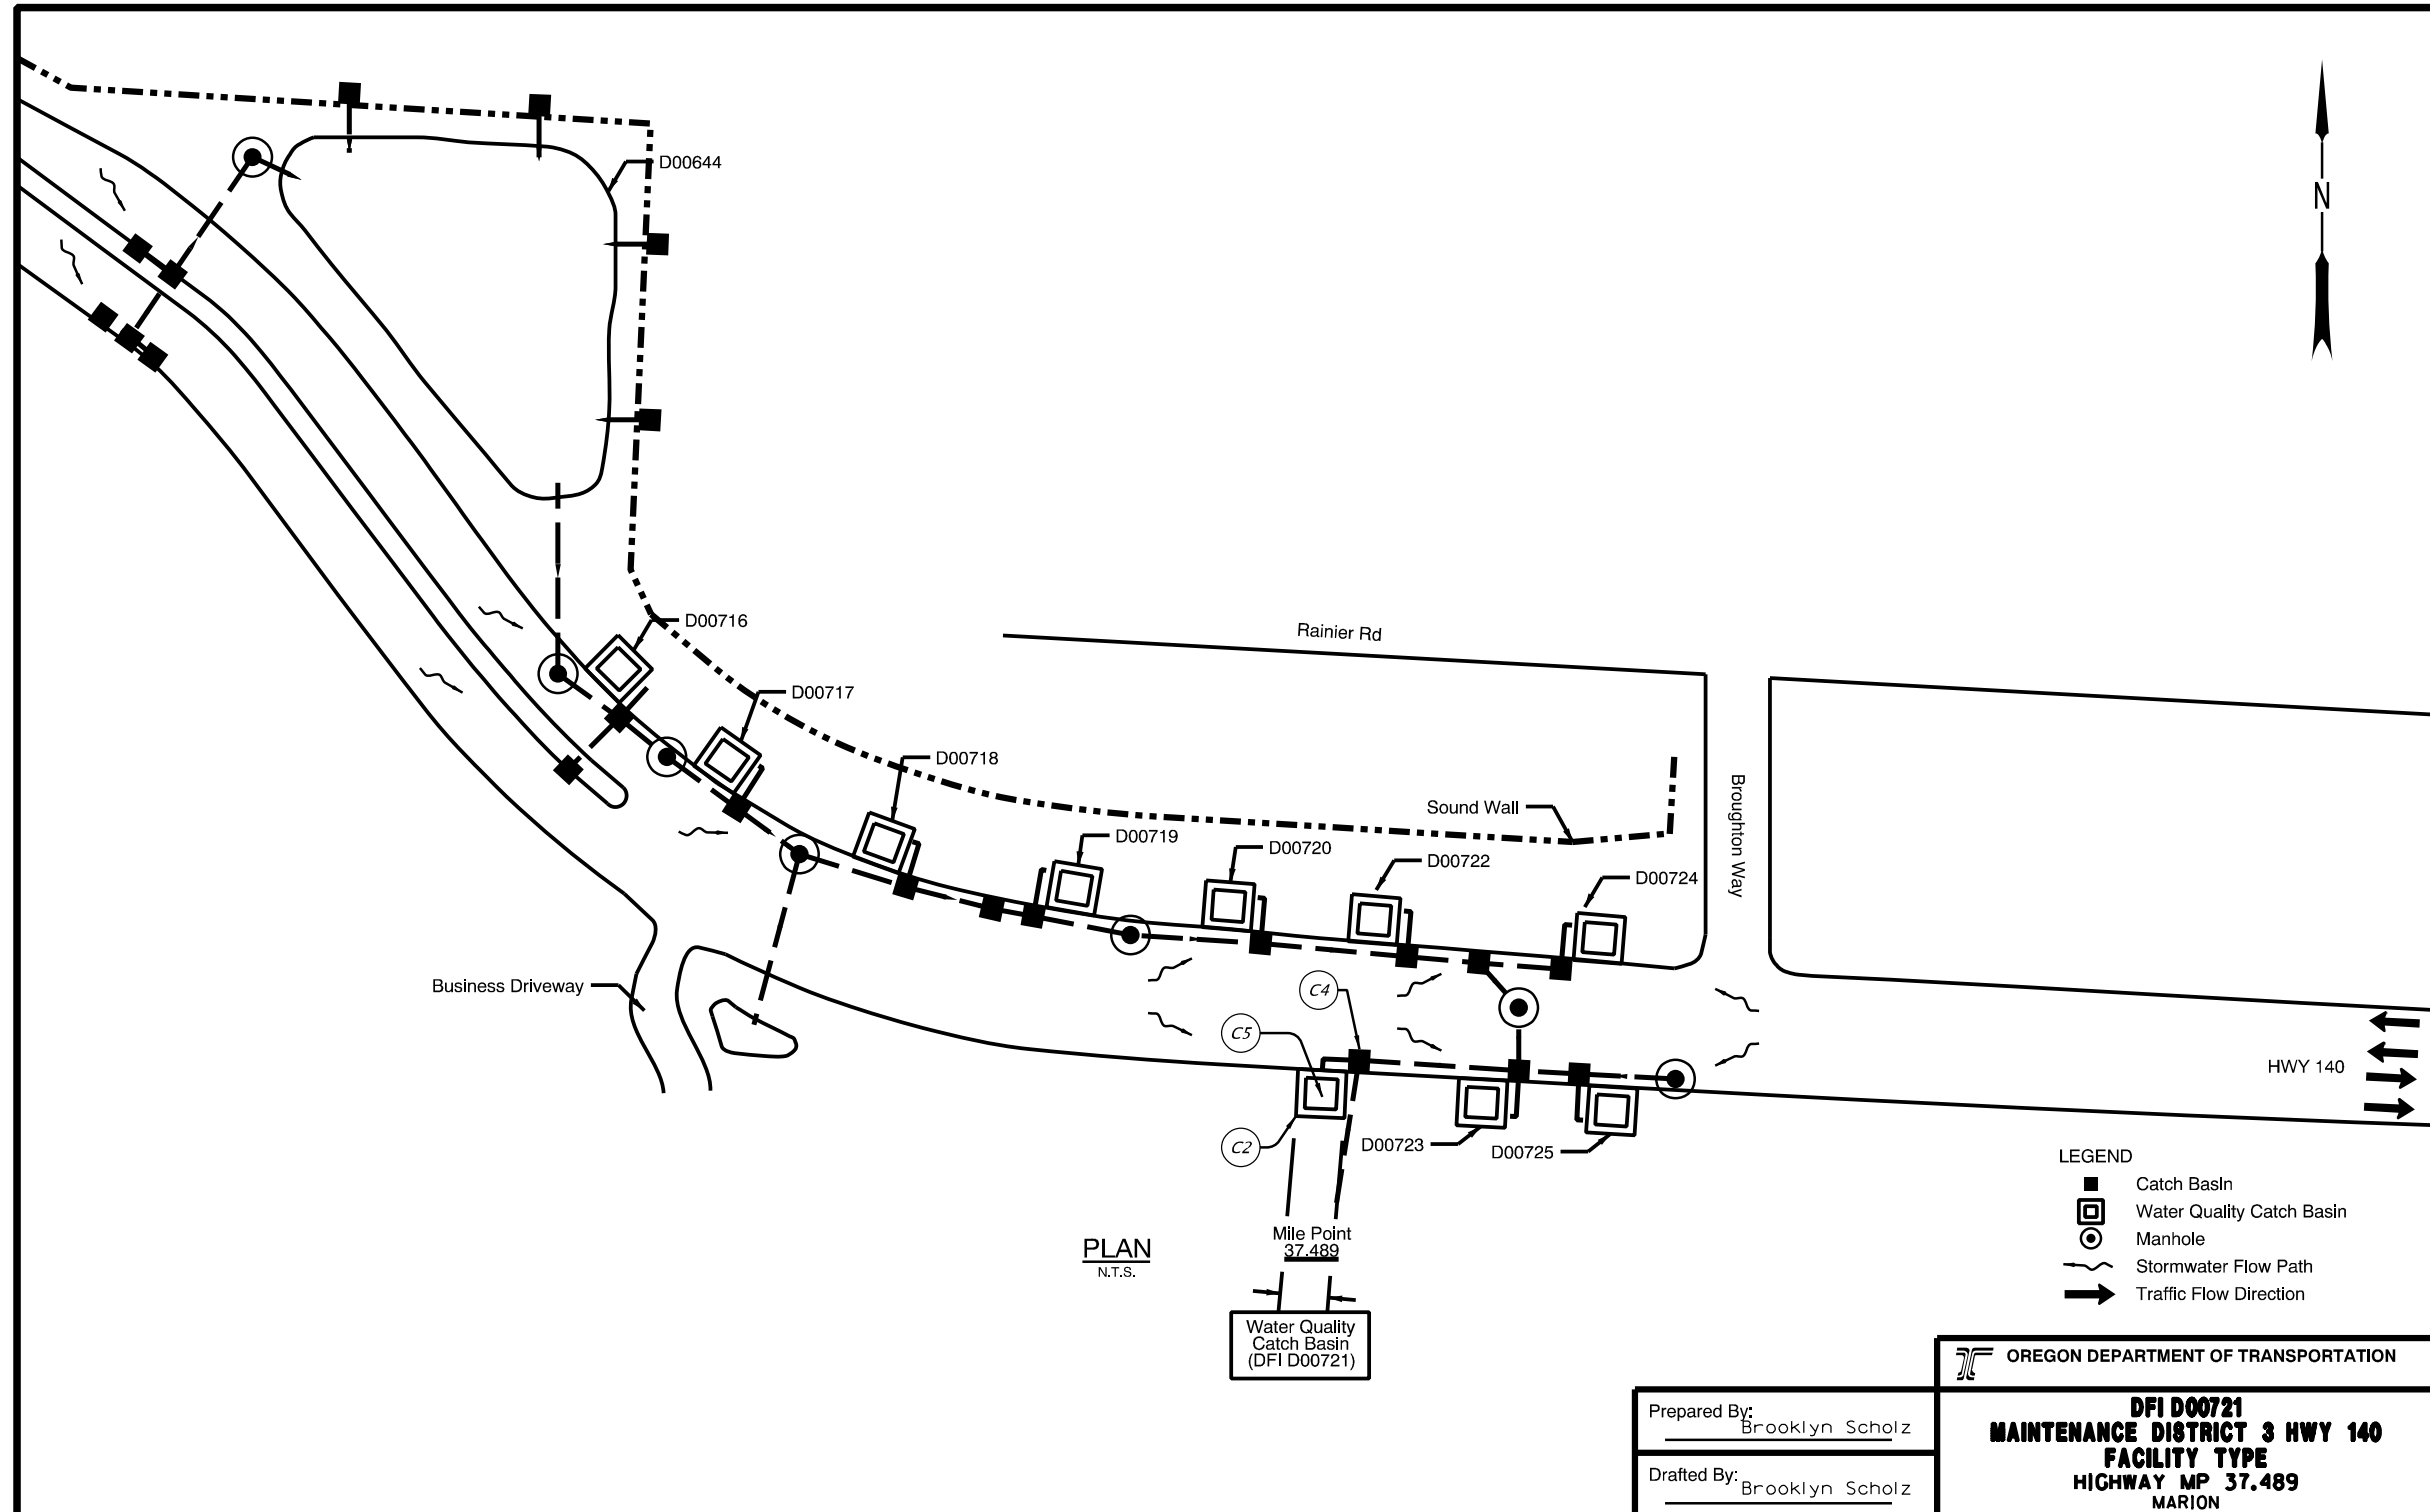 D00644
N
D00716
Rainier Rd
D00717
D00718
Broughton Way
Sound Wall
D00719
D00720
D00722
D00724
Business Driveway
C4
C5
HWY 140
C2
D00723
D00725
LEGEND
Catch Basin
Water Quality Catch Basin
Manhole
Stormwater Flow Path
Traffic Flow Direction
PLAN
N.T.S.
Mile Point
37.489
Water Quality
Catch Basin
(DFI D00721)
OREGON DEPARTMENT OF TRANSPORTATION
Prepared By: Brooklyn Scholz
Drafted By: Brooklyn Scholz
DFI D00721
MAINTENANCE DISTRICT 3 HWY 140
FACILITY TYPE
HIGHWAY MP 37.489
MARION